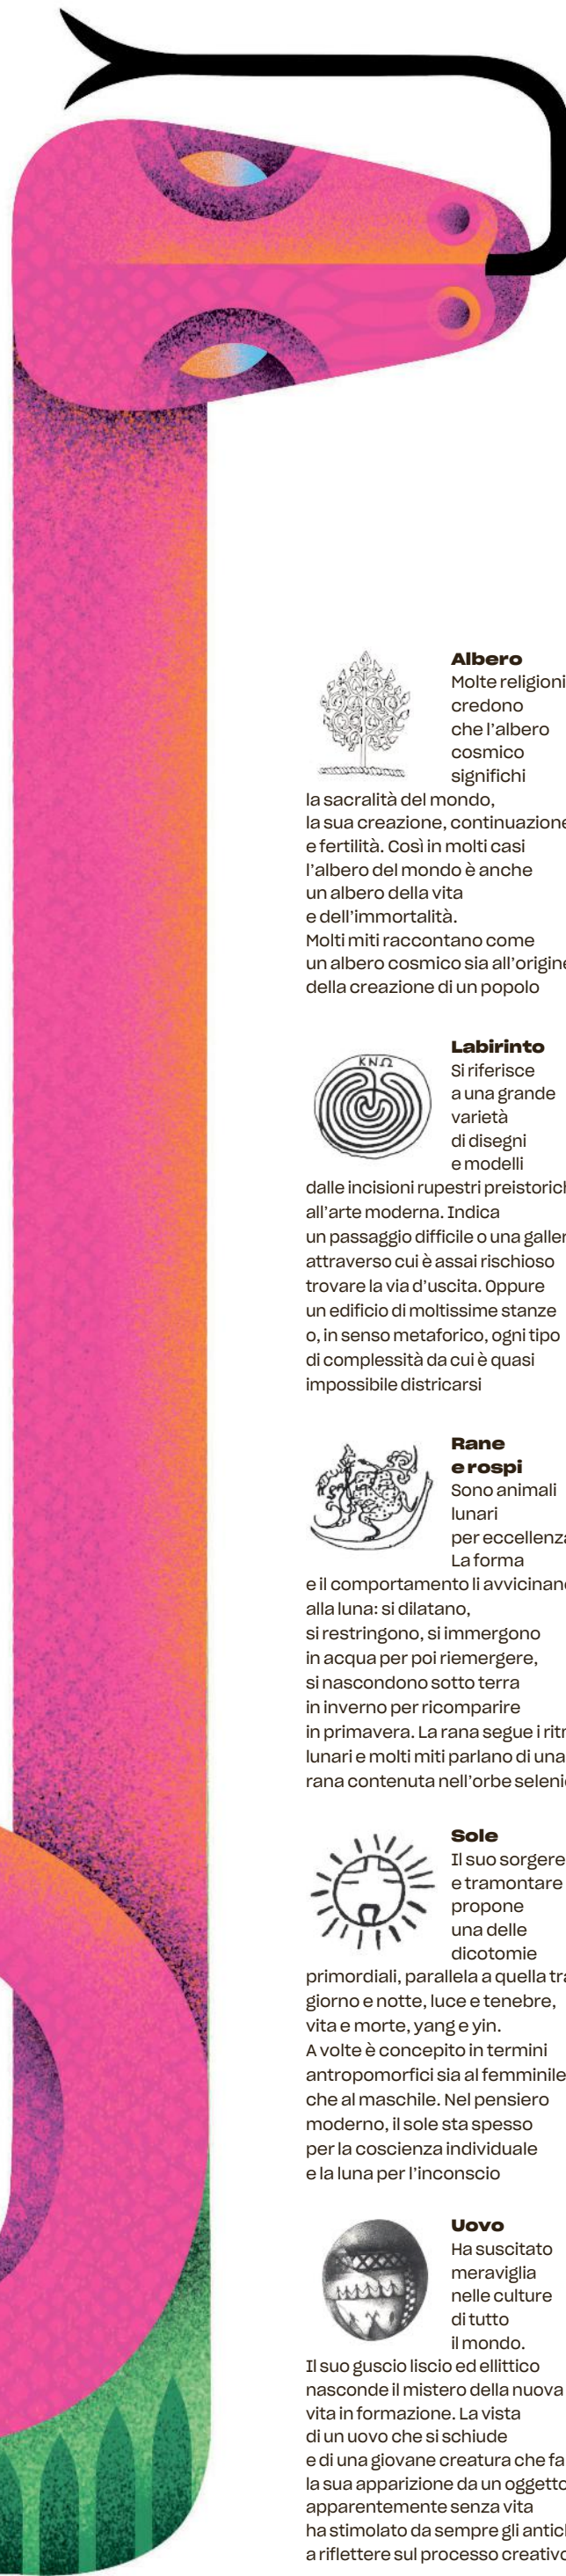 Albero
Molte religioni
credono
che l'albero
cosmico
significhi
la sacralità del mondo,
la sua creazione, continuazione
e fertilità. Così in molti casi
l'albero del mondo è anche
un albero della vita
e dell'immortalità.
Molti miti raccontano come
un albero cosmico sia all'origine
della creazione di un popolo
ΚΝΩ
Labirinto
Si riferisce
a una grande
varietà
di disegni
e modelli
dalle incisioni rupestri
all'arte moderna. Indica
un passaggio difficile o una
attraverso cui è assai rischioso
trovare la via d'uscita. Oppure
un edificio di moltissime stanze
o, in senso metaforico, ogni tipo
di complessità da cui è quasi
impossibile districarsi
Rane
e rospi
Sono animali
lunari
per eccellenza
La forma
e il comportamento li
alla luna: si dilatano,
si restringono, si immergono
in acqua per poi riemergere,
si nascondono sotto terra
in inverno per ricomparire
in primavera. La rana segue i
lunari e molti miti parlano di una
rana contenuta nell'orbe
Sole
Il suo sorgere
e tramontare
propone
una delle
dicotomie
primordiali, parallela a quella tra
giorno e notte, luce e tenebre,
vita e morte, yang e yin.
A volte è concepito in termini
antropomorfici sia al femminile
che al maschile. Nel pensiero
moderno, il sole sta spesso
per la coscienza individuale
e la luna per l'inconscio
Uovo
Ha suscitato
meraviglia
nelle culture
di tutto
il mondo.
Il suo guscio liscio ed ellittico
nasconde il mistero della nuova
vita in formazione. La vista
di un uovo che si schiude
e di una giovane creatura che fa
la sua apparizione da un oggetto
apparentemente senza vita
ha stimolato da sempre gli
a riflettere sul processo creativo